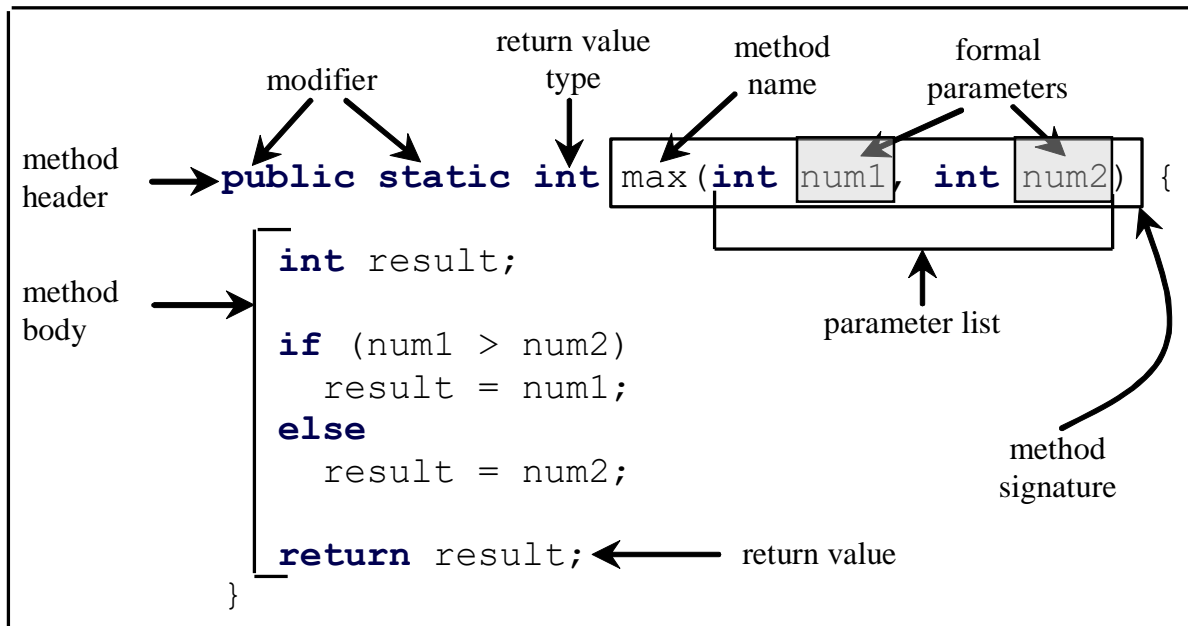 return value
type
method
name
formal
parameters
modifier
method
header
public static int max(int num1, int num2) {
method
body
int result;
parameter list
if (num1 > num2)
result = num1;
else
result = num2;
method
signature
return result;
return value
}